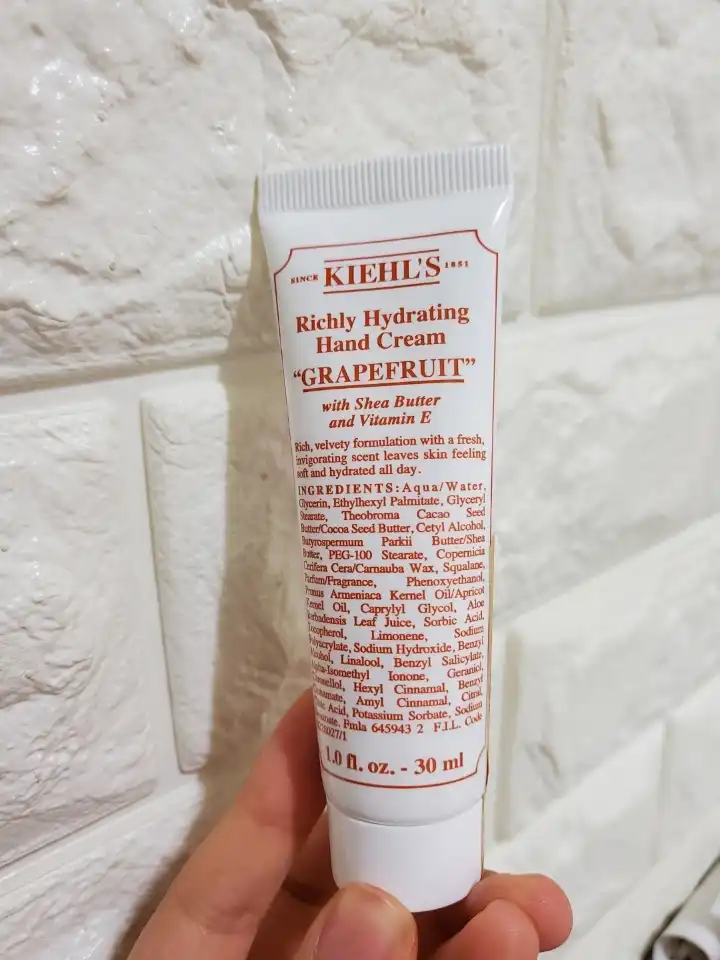 SINCE KIEHL'S 1851
Richly Hydrating
Hand Cream
"GRAPEFRUIT"
with Shea Butter
and Vitamin E
Rich, velvety formulation with a fresh,
invigorating scent leaves skin feeling
soft and hydrated all day.
INGREDIENTS: Aqua/Water,
Glycerin, Ethylhexyl Palmitate, Glyceryl
Stearate, Theobroma Cacao Seed
Butter/Cocoa Seed Butter, Cetyl Alcohol,
Butyrospermum Parkii Butter/Shea
Butter, PEG-100 Stearate, Copernicia
Cerifera Cera/Carnauba Wax, Squalane,
Parfum/Fragrance, Phenoxyethanol,
Prunus Armeniaca Kernel Oil/Apricot
Kernel Oil, Caprylyl Glycol, Aloe
Barbadensis Leaf Juice, Sorbic Acid,
Tocopherol, Limonene, Sodium
Polyacrylate, Sodium Hydroxide, Benzyl
Alcohol, Linalool, Benzyl Salicylate,
Alpha-Isomethyl Ionone, Geraniol,
Citronellol, Hexyl Cinnamal, Benzyl
Cinnamate, Amyl Cinnamal, Citral,
Citric Acid, Potassium Sorbate, Sodium
Fmla 645943 2 F.I.L. Code
1.0 fl. oz. - 30 ml